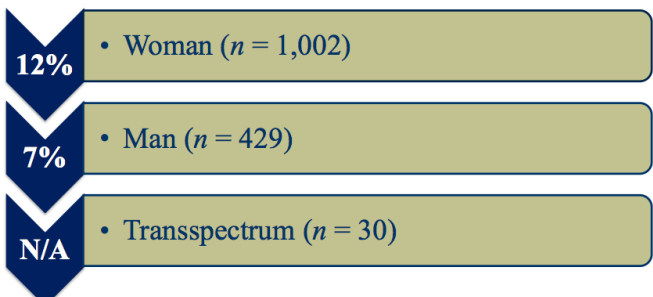 12% • Woman (n = 1,002)
7% • Man (n = 429)
N/A • Transspectrum (n = 30)